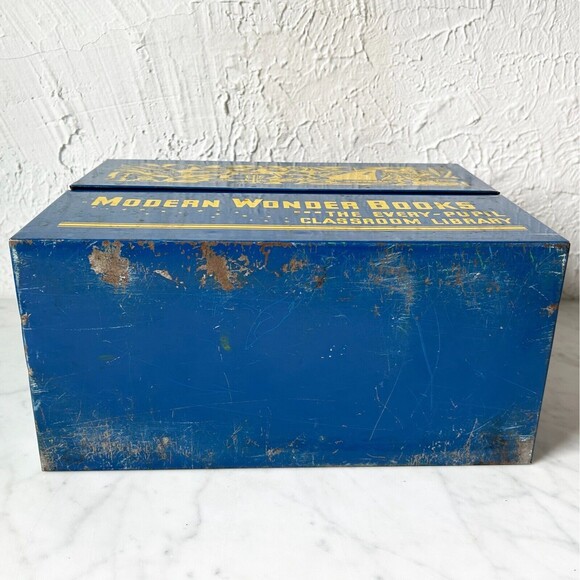 MODERN WONDER BOOKS
THE EVERY-PUPIL
CLASSROOM LIBRARY